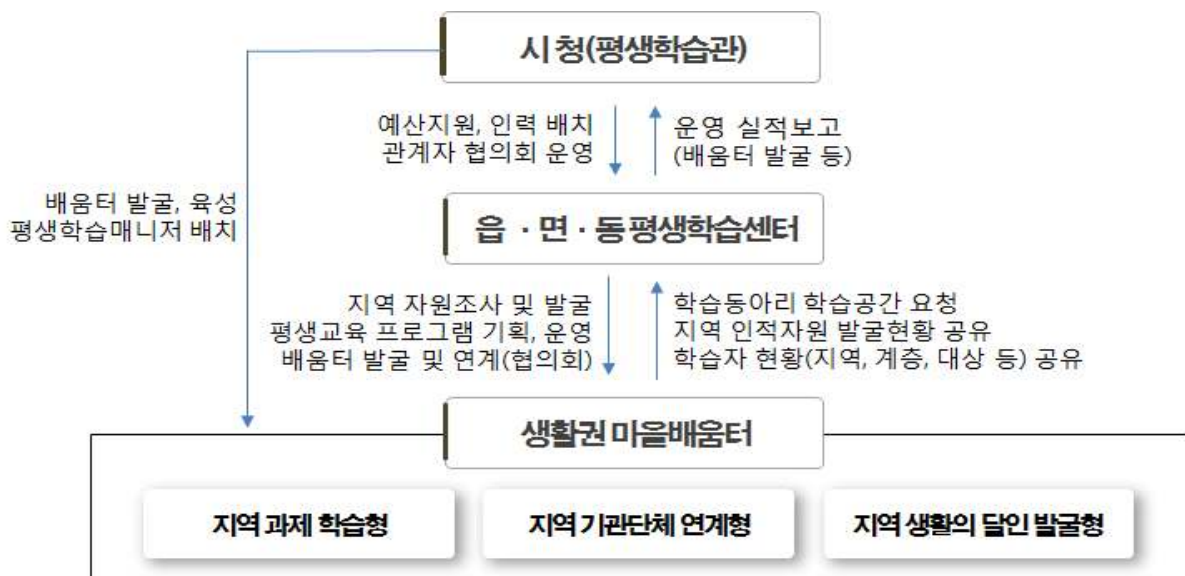 시 청(평생학습관)
예산지원, 인력 배치
관계자 협의회 운영
운영 실적보고
(배움터 발굴 등)
배움터 발굴, 육성
평생학습매니저 배치
읍 · 면 · 동 평생학습센터
지역 자원조사 및 발굴
평생교육 프로그램 기획, 운영
배움터 발굴 및 연계(협의회)
학습동아리 학습공간 요청
지역 인적자원 발굴현황 공유
학습자 현황(지역, 계층, 대상 등) 공유
생활권 마을배움터
지역 과제 학습형
지역 기관단체 연계형
지역 생활의 달인 발굴형